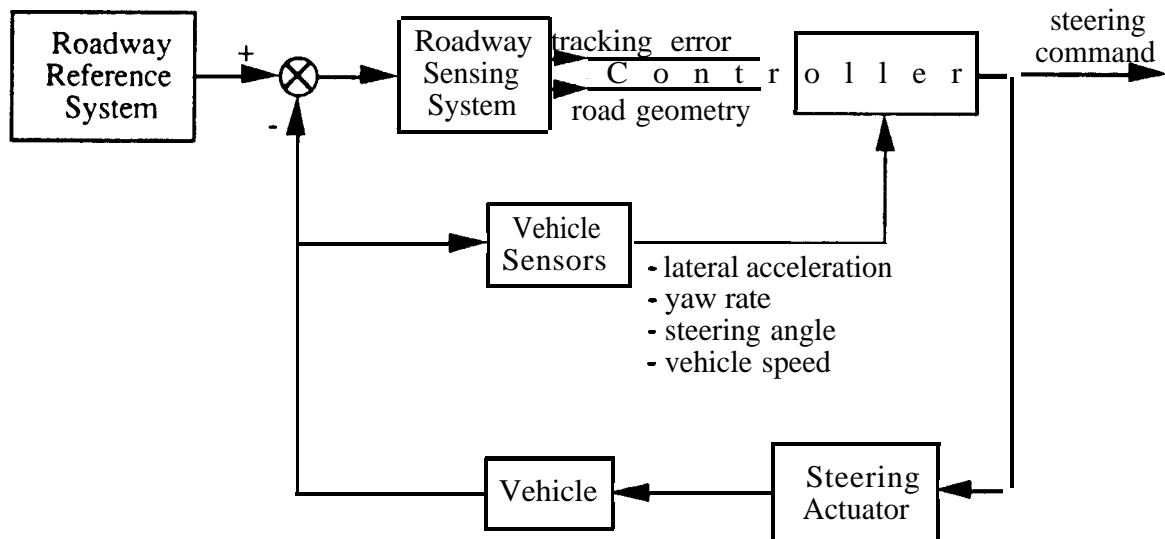 Roadway
Reference
System
+
-
Roadway
Sensing
System
tracking error
Controller
road geometry
steering
command
Vehicle
Sensors
- lateral acceleration
- yaw rate
- steering angle
- vehicle speed
Vehicle
Steering
Actuator